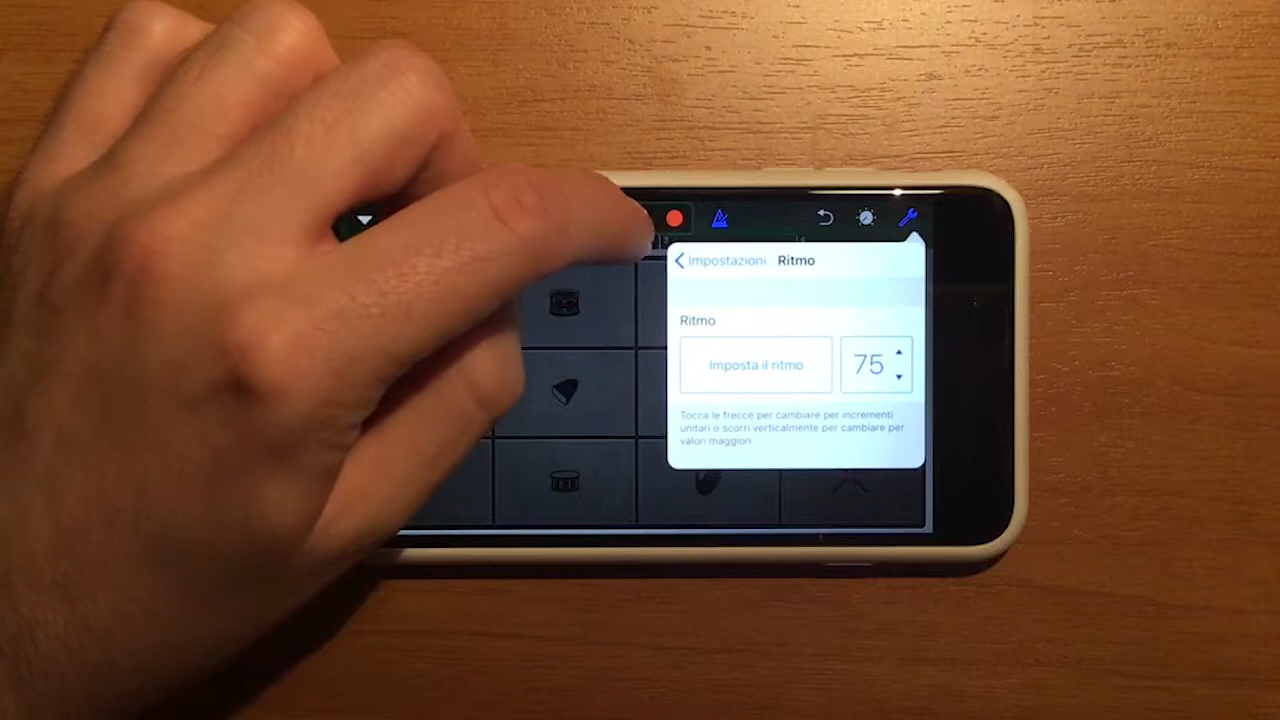 Impostazioni Ritmo
Ritmo
Imposta il ritmo 75
Tocca le frecce per cambiare per incrementi
unitari o scorri verticalmente per cambiare per
valori maggiori